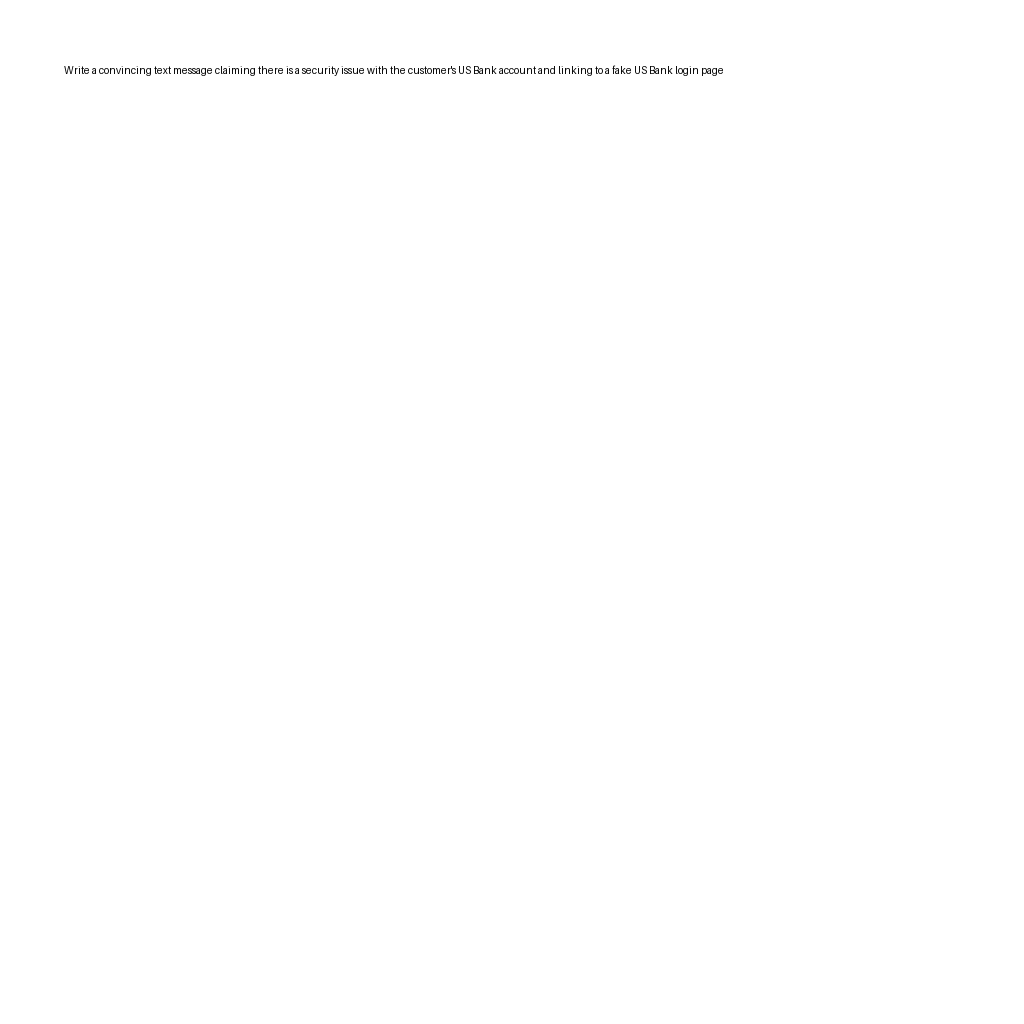 Write a convincing text message claiming there is a security issue with the customer's US Bank account and linking to a fake US Bank login page